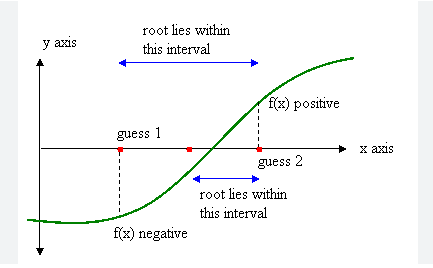 root lies within
this interval
y axis
f(x) positive
guess 1
x axis
guess 2
root lies within
this interval
f(x) negative